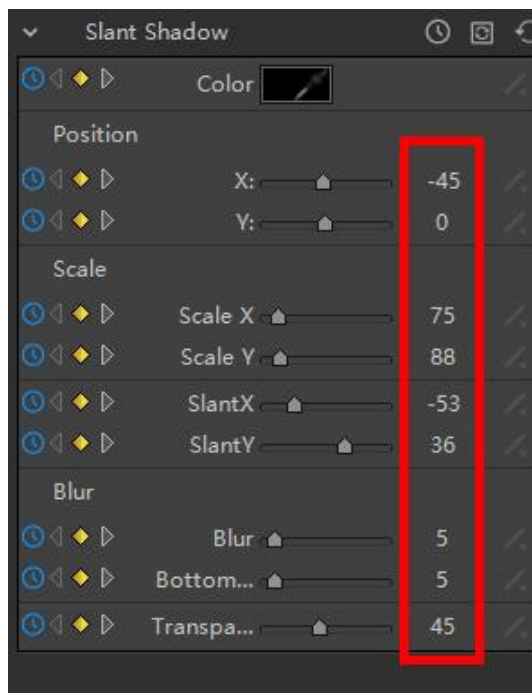 Slant Shadow
Color
Position
X: -45
Y: 0
Scale
Scale X 75
Scale Y 88
SlantX -53
SlantY 36
Blur
Blur 5
Bottom... 5
Transpa... 45